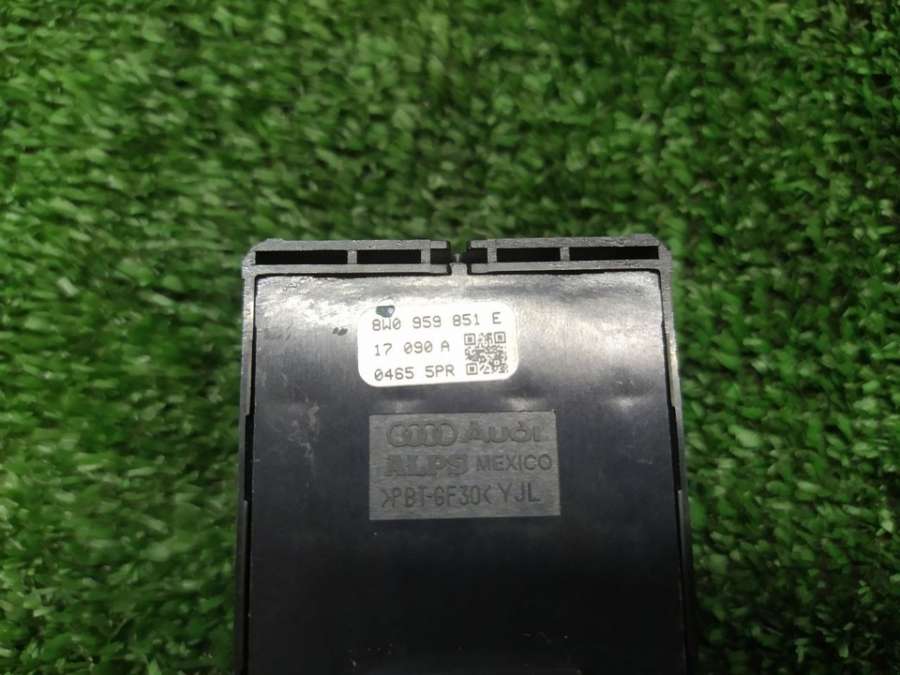 8W0 959 851 E
17 090 A
0465 5PR
Audi
ALPS MEXICO
>PBT-GF30< YJL